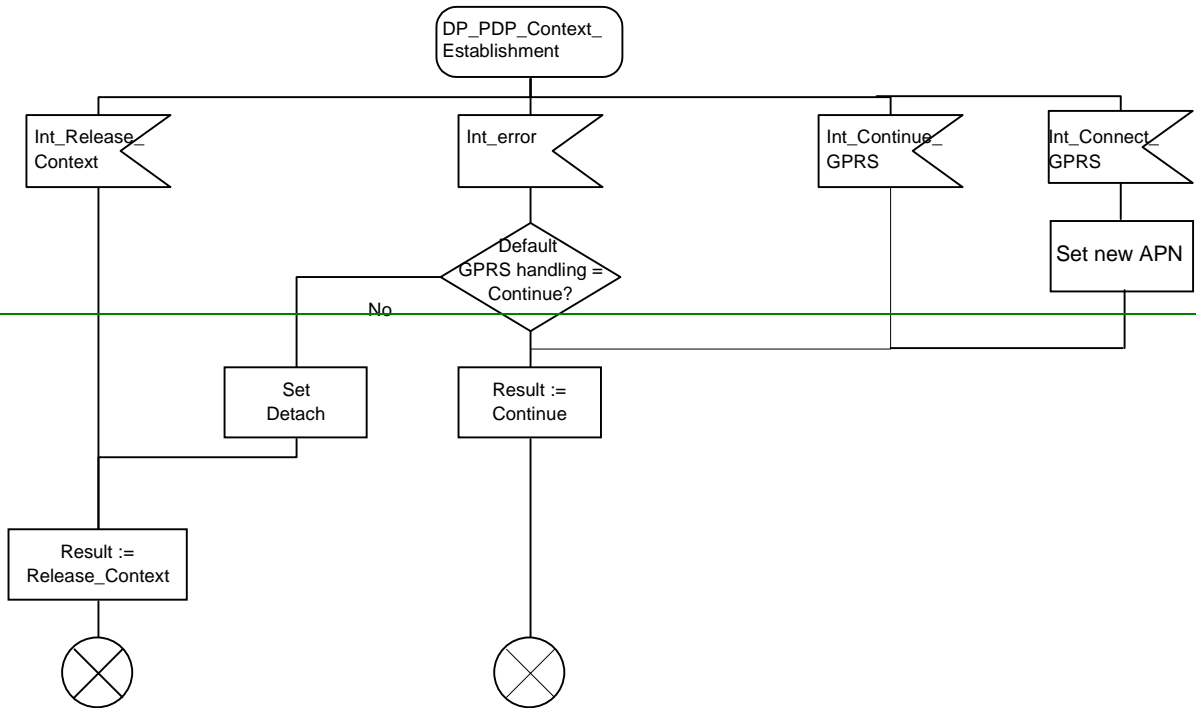 DP_PDP_Context_
Establishment
Int_Release_
Context
Int_error
Int_Continue_
GPRS
Int_Connect_
GPRS
Default
GPRS handling =
Continue?
Set new APN
No
Set
Detach
Result :=
Continue
Result :=
Release_Context